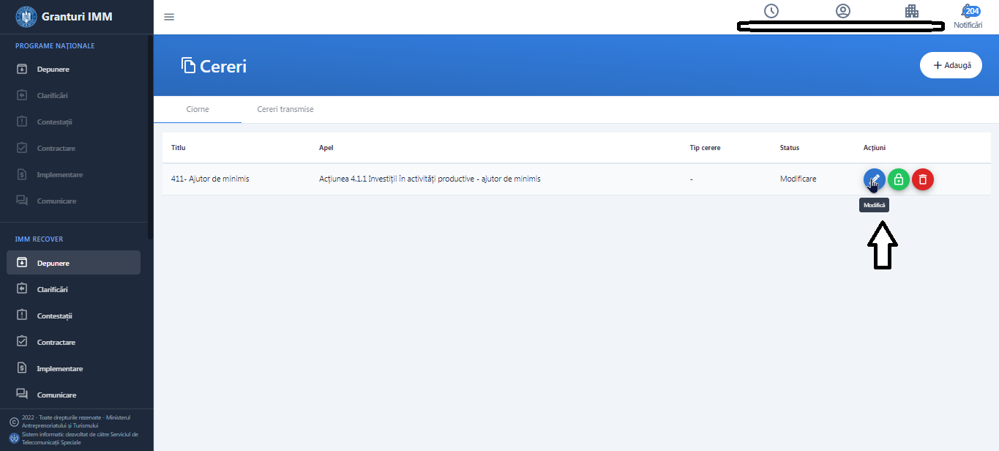 Granturi IMM
204
Notificări
PROGRAME NAȚIONALE
Depunere
Clarificări
Contestații
Contractare
Implementare
Comunicare
IMM RECOVER
Depunere
Clarificări
Contestații
Contractare
Implementare
Comunicare
2022 - Toate drepturile rezervate - Ministerul
Antreprenoriatului și Turismului
Sistem informatic dezvoltat de către Serviciul de
Telecomunicații Speciale
Cereri
+ Adaugă
Ciorne Cereri transmise
Titlu Apel Tip cerere Status Acțiuni
411- Ajutor de minimis Acțiunea 4.1.1 Investiții în activități productive - ajutor de minimis - Modificare
Modifică